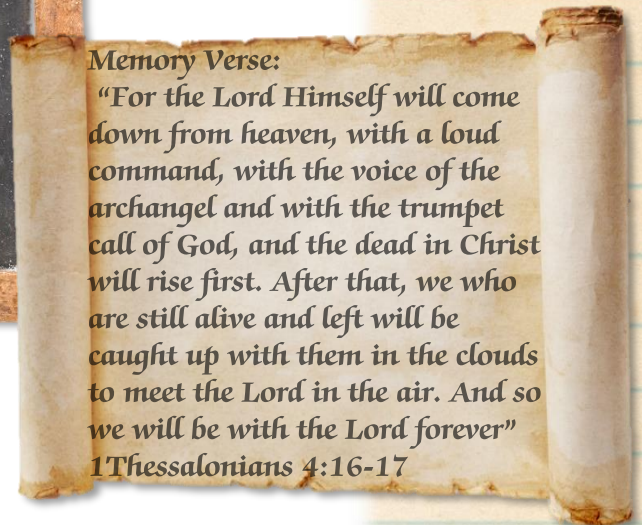 Memory Verse:
“For the Lord Himself will come
down from heaven, with a loud
command, with the voice of the
archangel and with the trumpet
call of God, and the dead in Christ
will rise first. After that, we who
are still alive and left will be
caught up with them in the clouds
to meet the Lord in the air. And so
we will be with the Lord forever”
1Thessalonians 4:16-17